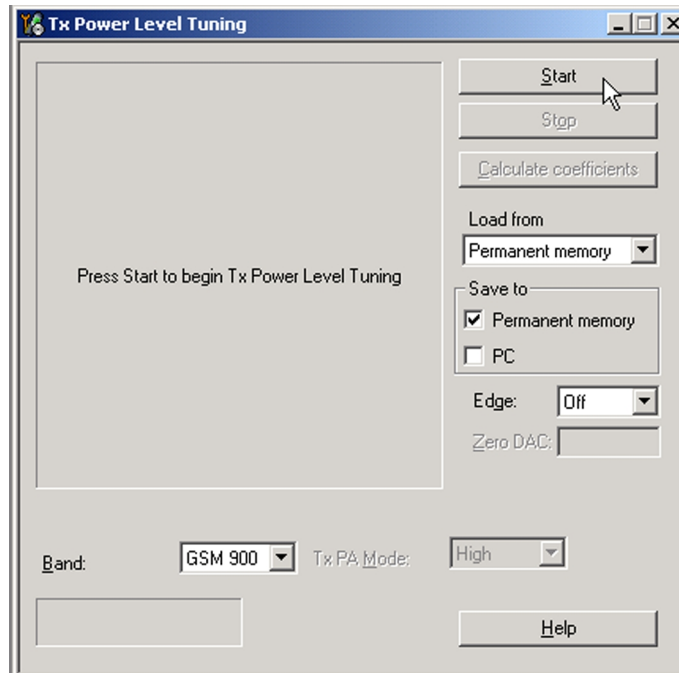 Tx Power Level Tuning
Start
Stop
Calculate coefficients
Load from
Permanent memory
Press Start to begin Tx Power Level Tuning
Save to
Permanent memory
PC
Edge: Off
Zero DAC:
Band: GSM 900 Tx PA Mode: High
Help